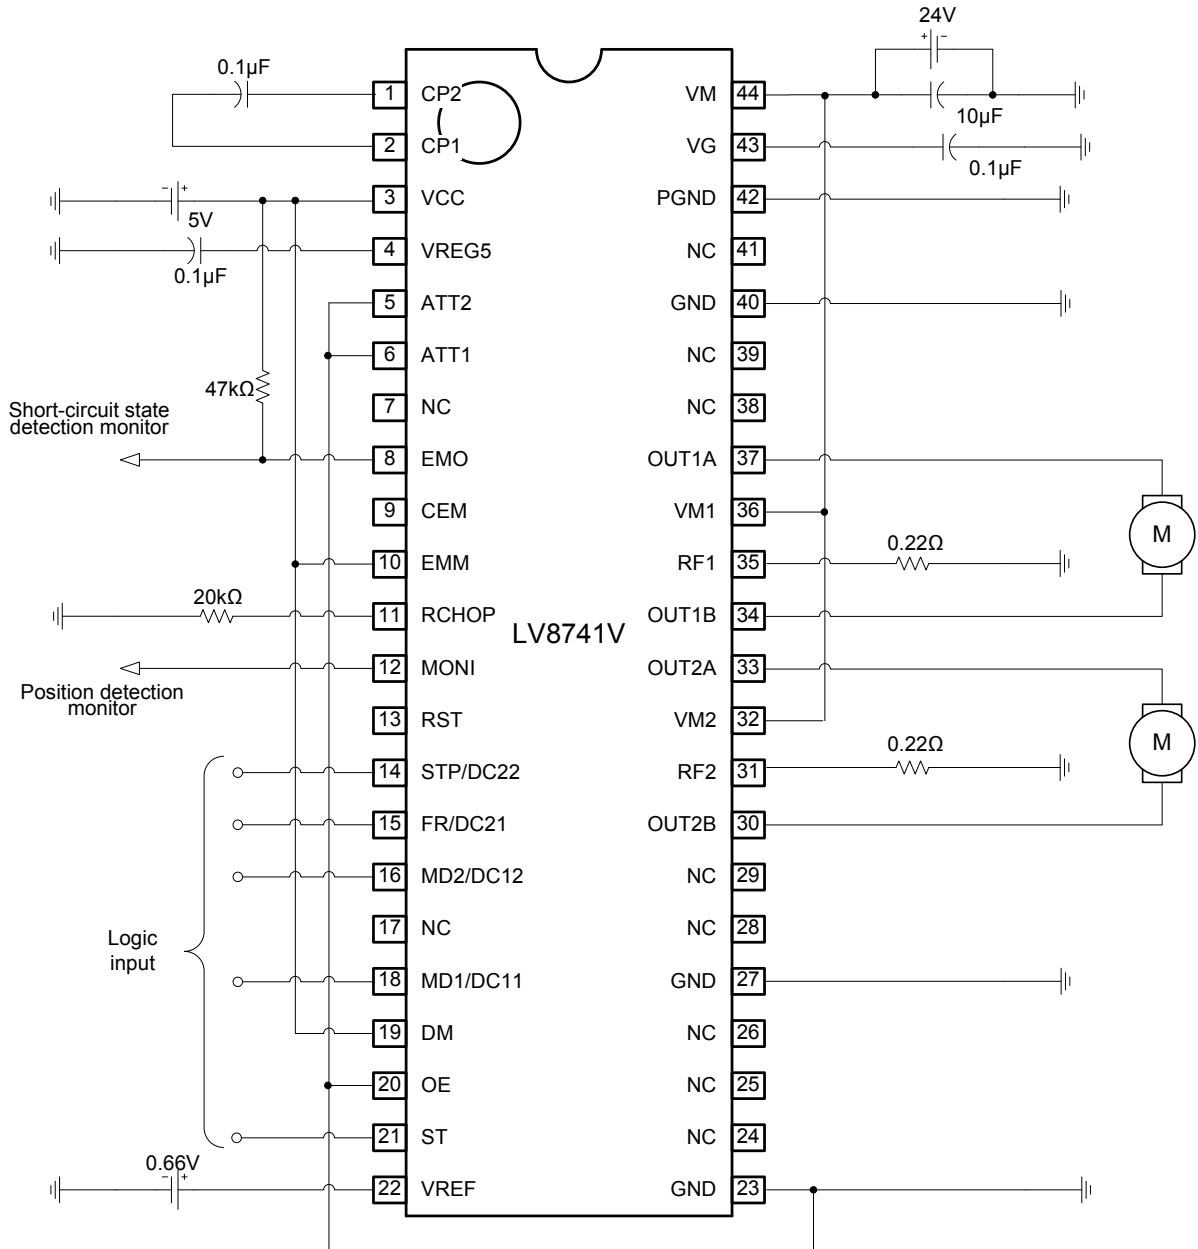 24V
+ -
0.1µF
1 CP2
VM 44
10µF
2 CP1
VG 43
0.1µF
- +
3 VCC
PGND 42
5V
4 VREG5
NC 41
0.1µF
5 ATT2
GND 40
6 ATT1
NC 39
47kΩ
7 NC
NC 38
Short-circuit state
detection monitor
8 EMO
OUT1A 37
9 CEM
VM1 36
M
0.22Ω
10 EMM
RF1 35
20kΩ
11 RCHOP
OUT1B 34
LV8741V
12 MONI
OUT2A 33
Position detection
monitor
13 RST
VM2 32
M
0.22Ω
14 STP/DC22
RF2 31
15 FR/DC21
OUT2B 30
16 MD2/DC12
NC 29
17 NC
NC 28
Logic
input
18 MD1/DC11
GND 27
19 DM
NC 26
20 OE
NC 25
21 ST
NC 24
0.66V
- +
22 VREF
GND 23